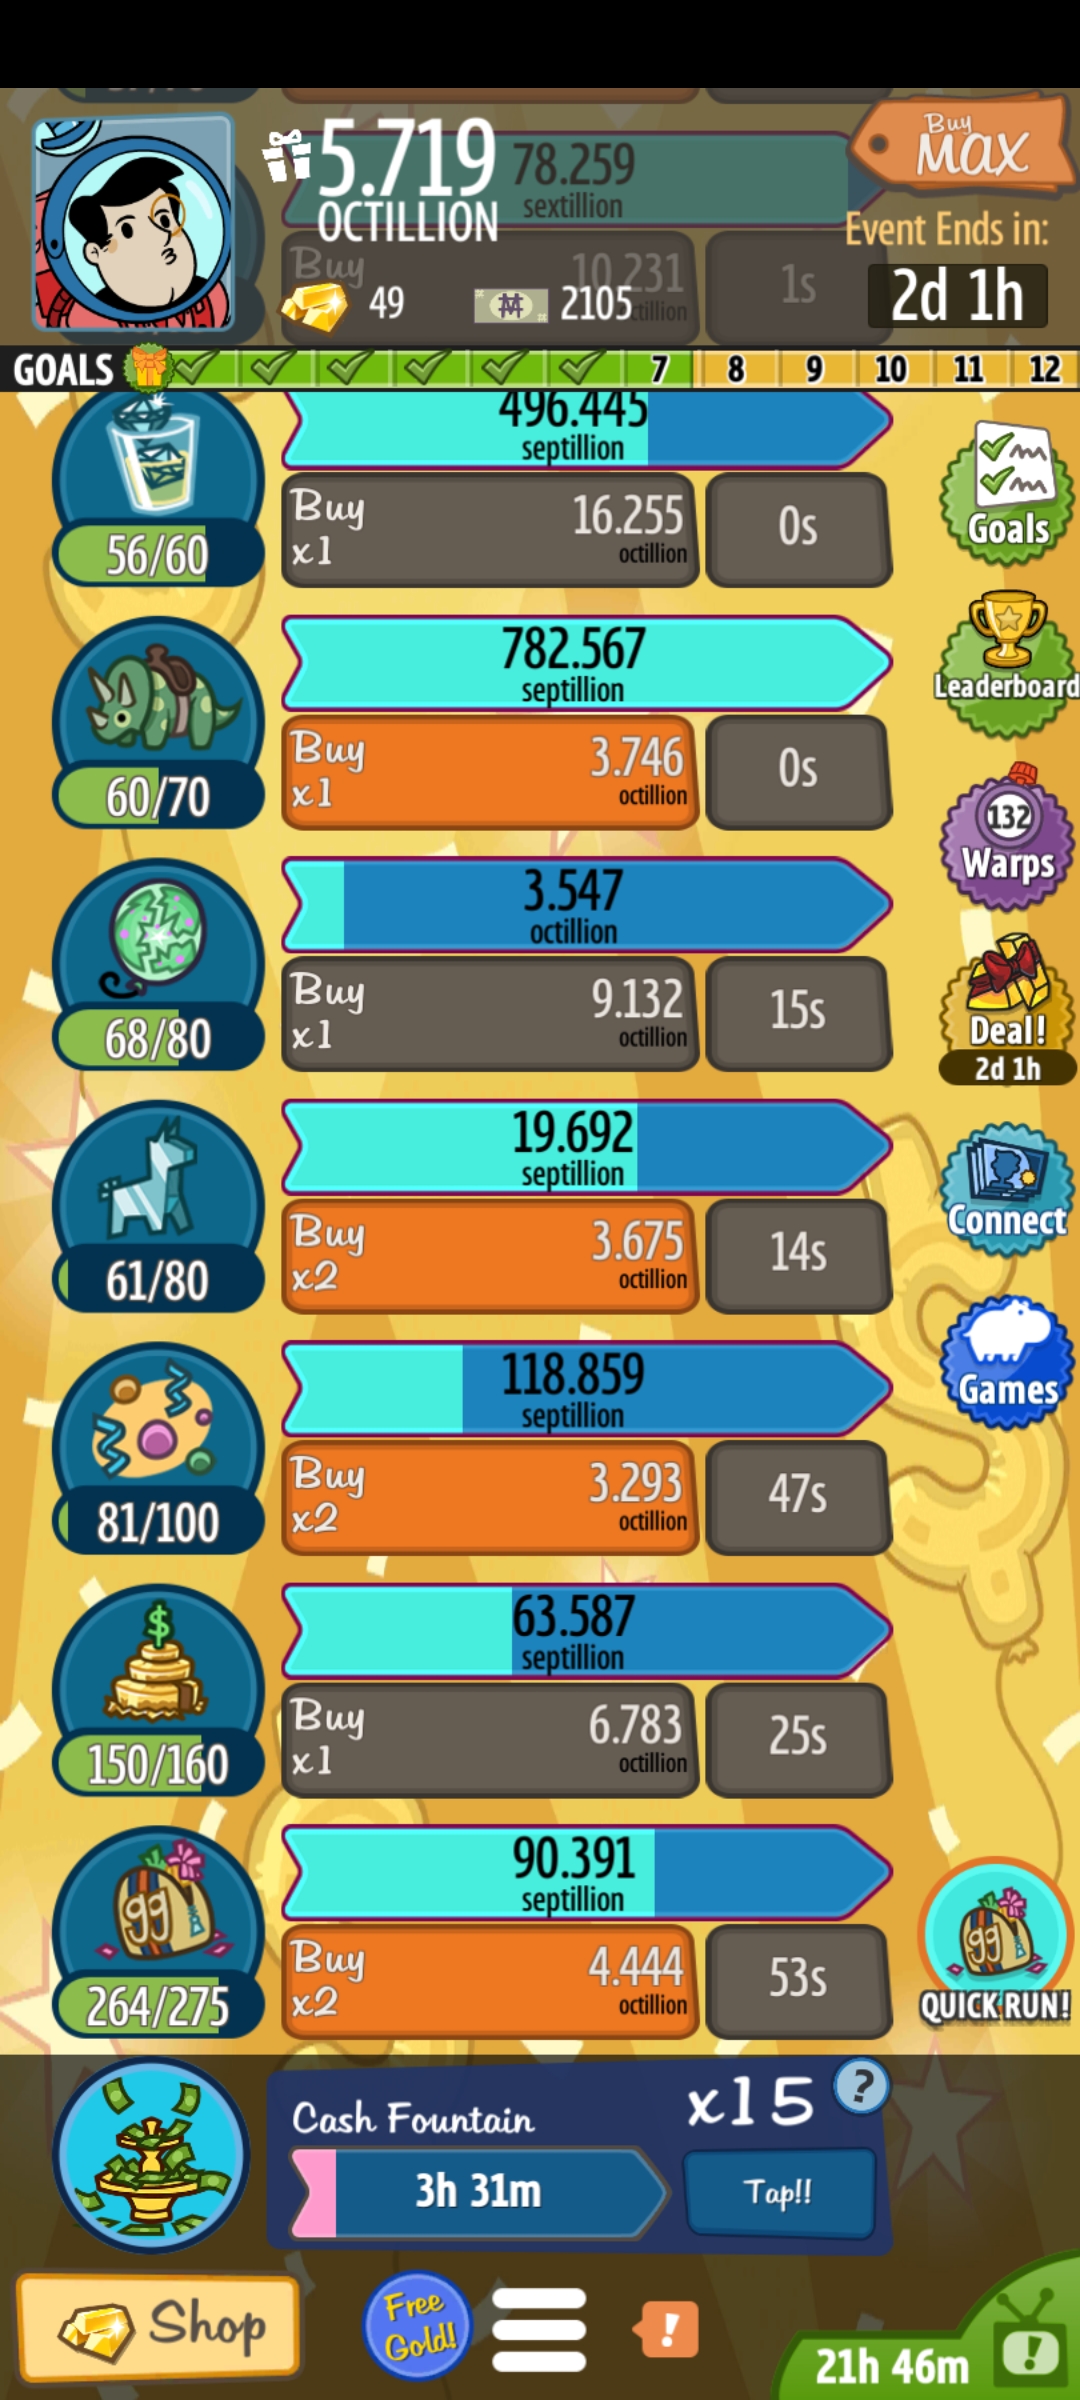 5.719
OCTILLION
78.259
sextillion
Buy
MAX
Event Ends in:
2d 1h
Buy
10.231
1s
49
2105
GOALS
7
8
9
10
11
12
496.445
septillion
Buy
x1
16.255
octillion
0s
56/60
Goals
782.567
septillion
Buy
x1
3.746
octillion
0s
60/70
Leaderboard
132
Warps
3.547
octillion
Buy
x1
9.132
octillion
15s
68/80
Deal!
2d 1h
19.692
septillion
Buy
x2
3.675
octillion
14s
61/80
Connect
118.859
septillion
Buy
x2
3.293
octillion
47s
81/100
Games
$
63.587
septillion
Buy
x1
6.783
octillion
25s
150/160
90.391
septillion
Buy
x2
4.444
octillion
53s
gg
264/275
gg
QUICK RUN!
Cash Fountain
x15
?
3h 31m
Tap!!
Shop
Free
Gold!
!
21h 46m
!